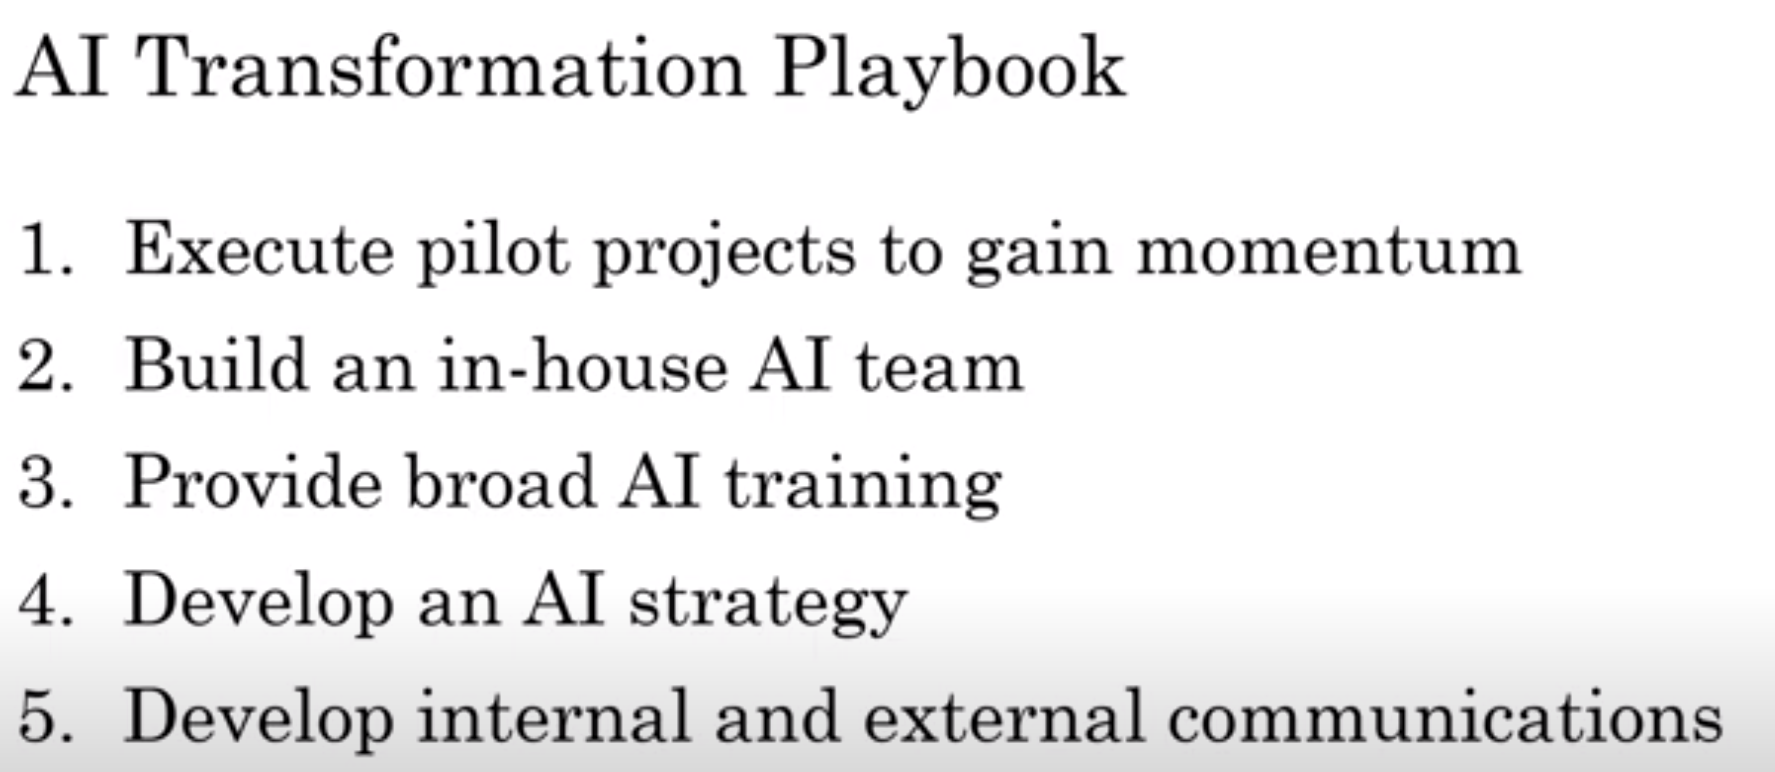 AI Transformation Playbook
1. Execute pilot projects to gain momentum
2. Build an in-house AI team
3. Provide broad AI training
4. Develop an AI strategy
5. Develop internal and external communications